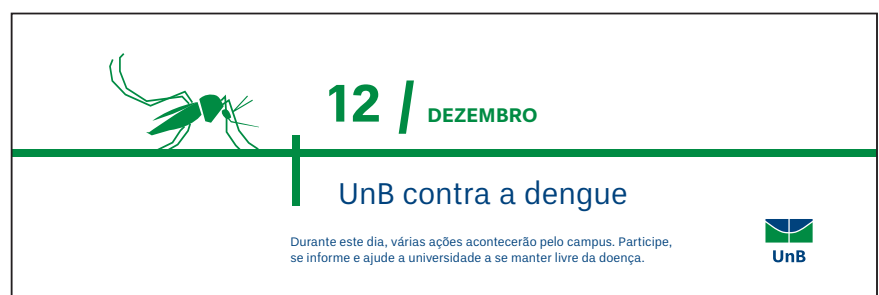 12 / DEZEMBRO
UnB contra a dengue
Durante este dia, várias ações acontecerão pelo campus. Participe,
se informe e ajude a universidade a se manter livre da doença.
UnB